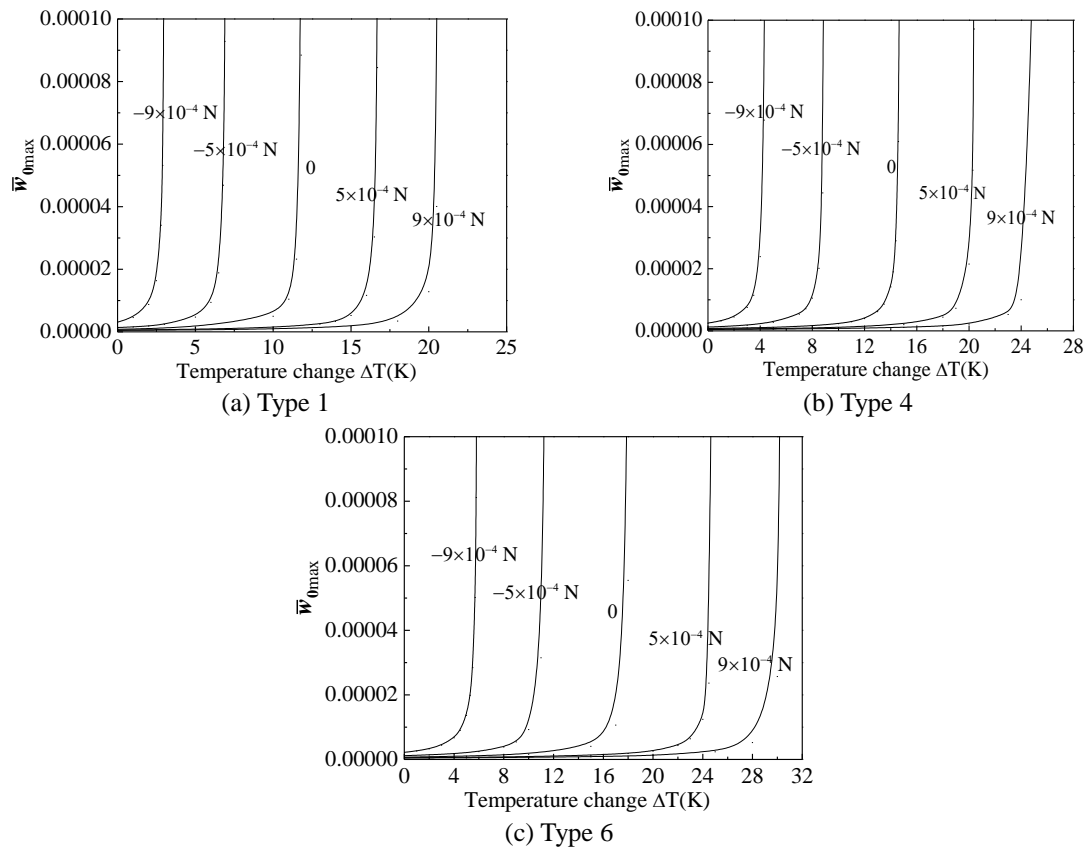 0.00010
0.00008
0.00006
0.00004
0.00002
0.00000
w̅0max
−9×10⁻⁴ N
−5×10⁻⁴ N
0
5×10⁻⁴ N
9×10⁻⁴ N
0 5 10 15 20 25
Temperature change ΔT(K)
(a) Type 1
0.00010
0.00008
0.00006
0.00004
0.00002
0.00000
w̅0max
−9×10⁻⁴ N
−5×10⁻⁴ N
0
5×10⁻⁴ N
9×10⁻⁴ N
0 4 8 12 16 20 24 28
Temperature change ΔT(K)
(b) Type 4
0.00010
0.00008
0.00006
0.00004
0.00002
0.00000
w̅0max
−9×10⁻⁴ N
−5×10⁻⁴ N
0
5×10⁻⁴ N
9×10⁻⁴ N
0 4 8 12 16 20 24 28 32
Temperature change ΔT(K)
(c) Type 6